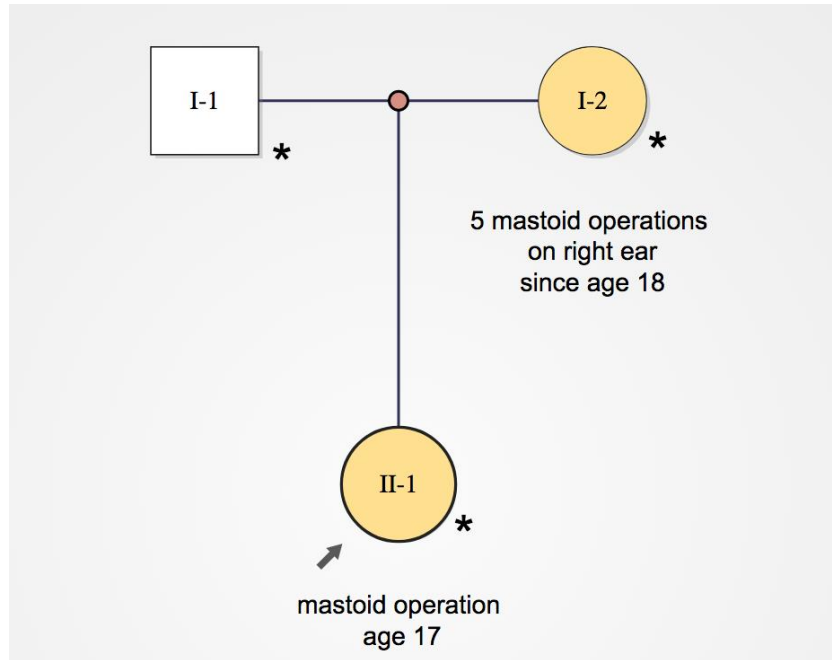 I-1
I-2
*
*
5 mastoid operations
on right ear
since age 18
II-1
*
mastoid operation
age 17